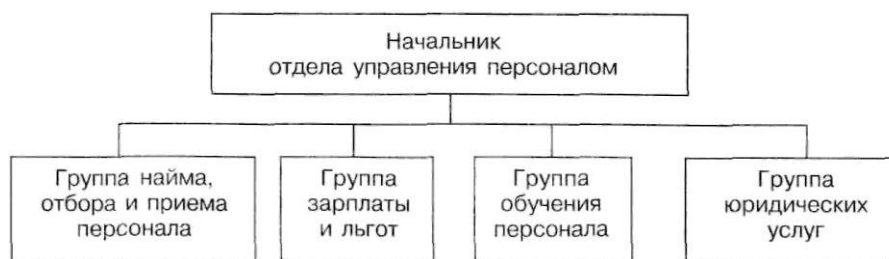 Начальник
отдела управления персоналом
Группа найма,
отбора и приема
персонала
Группа
зарплаты
и льгот
Группа
обучения
персонала
Группа
юридических
услуг